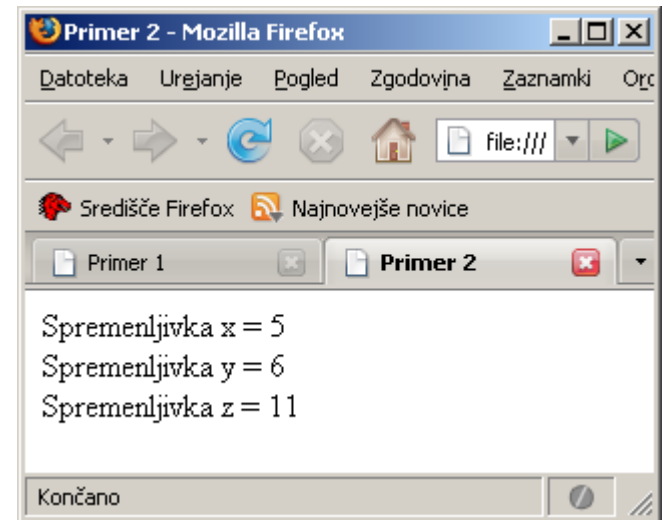 Primer 2 - Mozilla Firefox
Datoteka Urejanje Pogled Zgodovina Zaznamki Oro
file:///
Središče Firefox Najnovejše novice
Primer 1 Primer 2
Spremenljivka x = 5
Spremenljivka y = 6
Spremenljivka z = 11
Končano